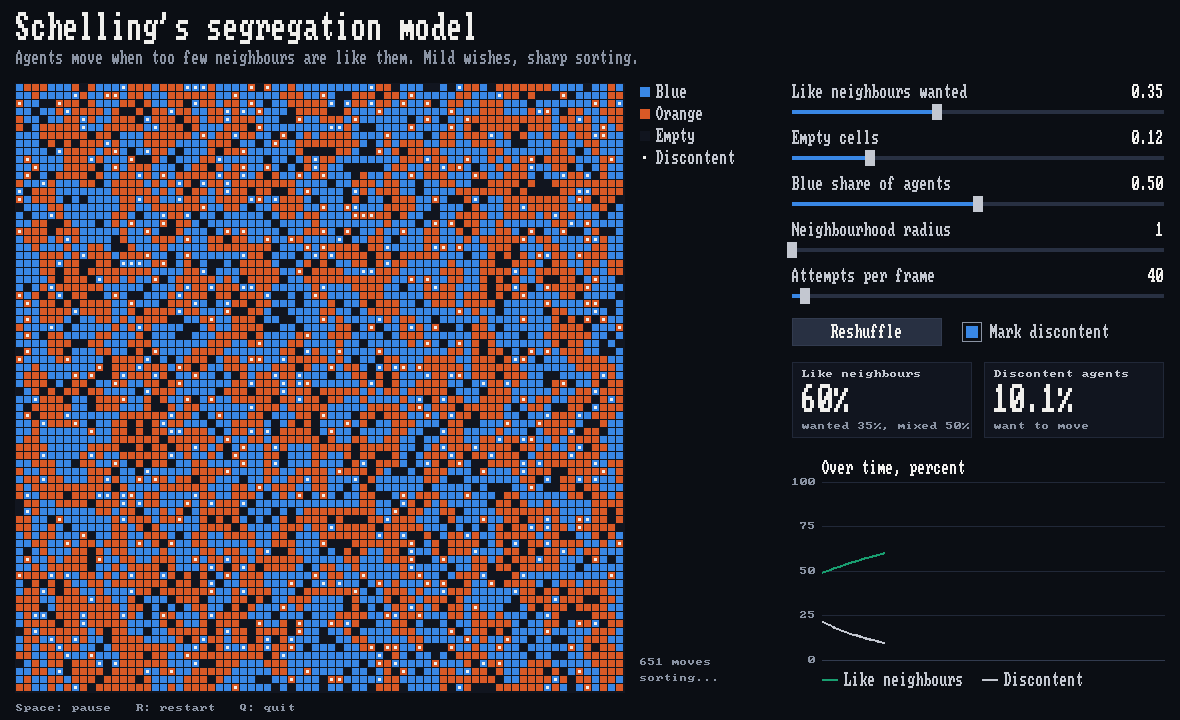 Schelling's segregation model
Agents move when too few neighbours are like them. Mild wishes, sharp sorting.
Blue
Orange
Empty
Discontent
651 moves
sorting...
Like neighbours wanted 0.35
Empty cells 0.12
Blue share of agents 0.50
Neighbourhood radius 1
Attempts per frame 40
Reshuffle Mark discontent
Like neighbours
60%
wanted 35%, mixed 50%
Discontent agents
10.1%
want to move
Over time, percent
100
75
50
25
0
Like neighbours Discontent
Space: pause R: restart Q: quit